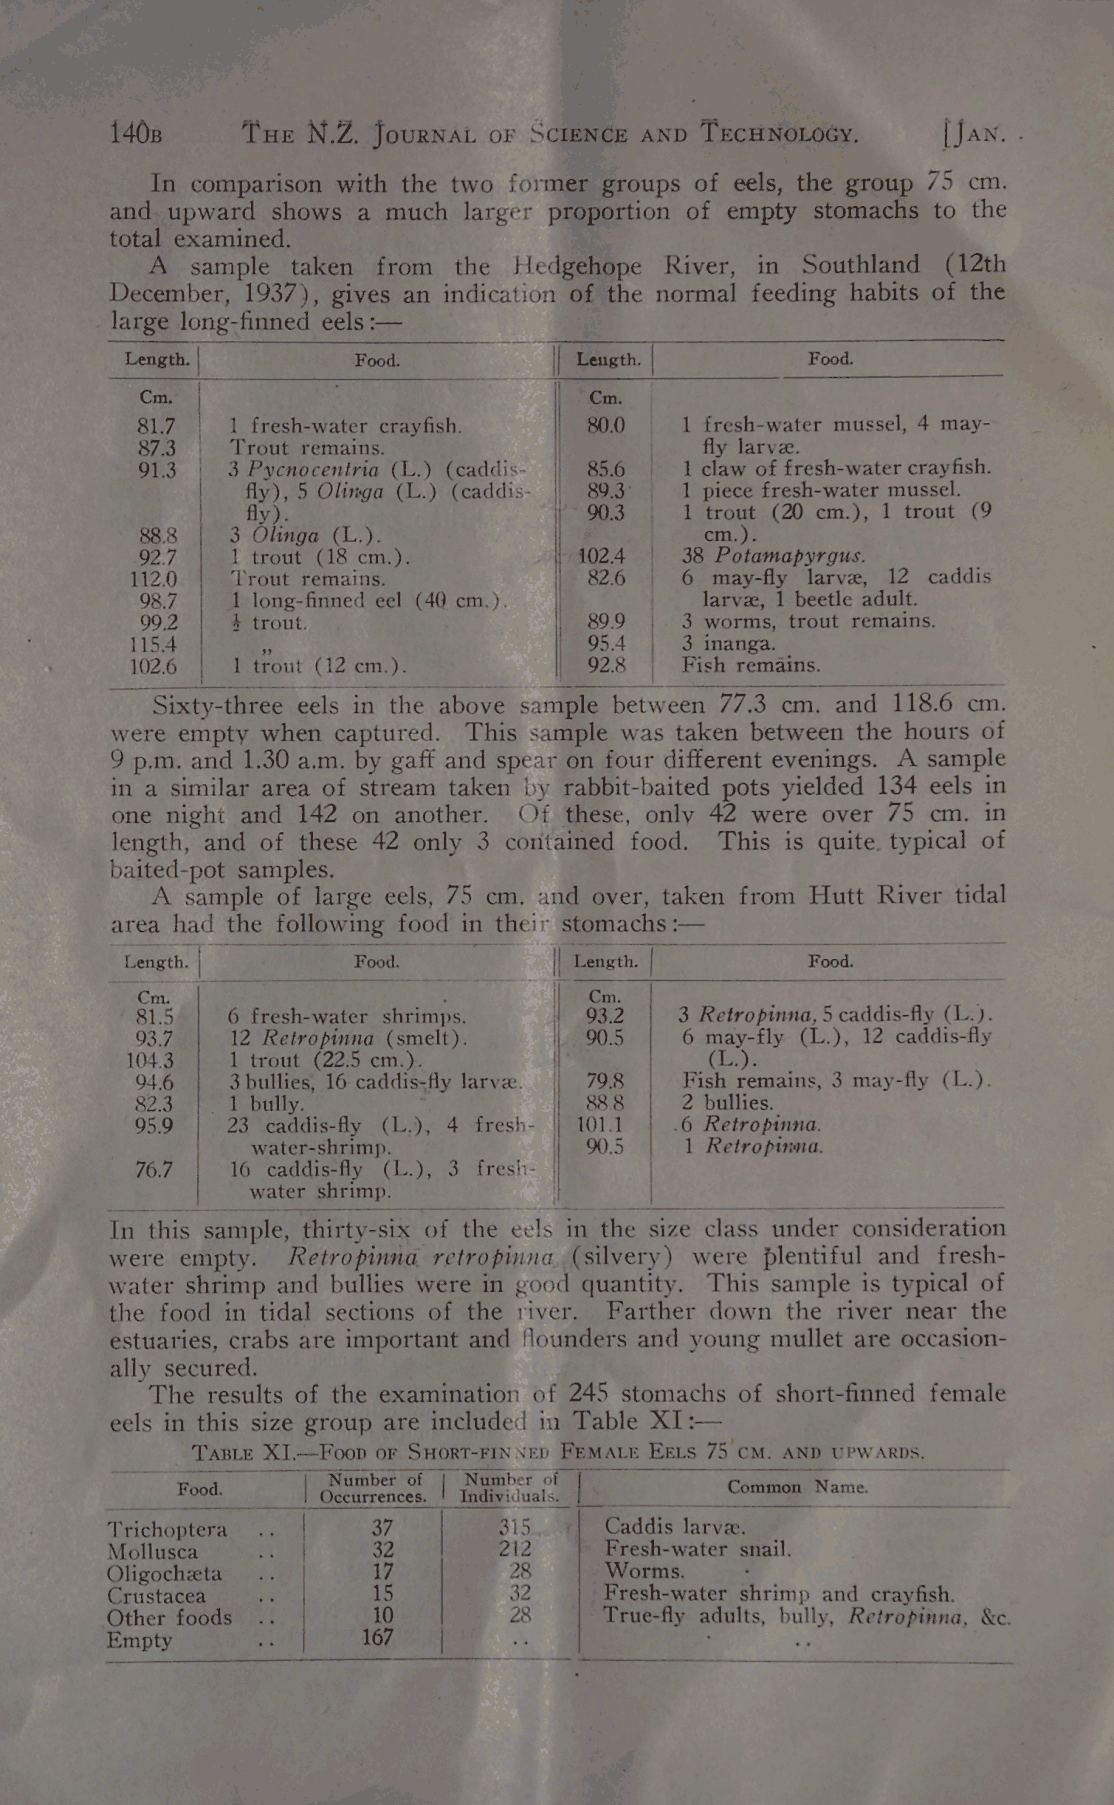 140B THE N.Z. JOURNAL OF SCIENCE AND TECHNOLOGY. [JAN.
In comparison with the two former groups of eels, the group 75 cm.
and upward shows a much larger proportion of empty stomachs to the
total examined.
A sample taken from the Hedgehope River, in Southland (12th
December, 1937), gives an indication of the normal feeding habits of the
large long-finned eels:—
Length. Food. Length. Food.
Cm. Cm.
81.7 1 fresh-water crayfish. 80.0 1 fresh-water mussel, 4 may-
87.3 Trout remains. fly larvæ.
91.3 3 Pycnocentria (L.) (caddis- 85.6 1 claw of fresh-water crayfish.
fly), 5 Olinga (L.) (caddis- 89.3 1 piece fresh-water mussel.
fly). 90.3 1 trout (20 cm.), 1 trout (9
88.8 3 Olinga (L.). cm.).
92.7 1 trout (18 cm.). 102.4 38 Potamapyrgus.
112.0 Trout remains. 82.6 6 may-fly larvæ, 12 caddis
98.7 1 long-finned eel (40 cm.). larvæ, 1 beetle adult.
99.2 ½ trout. 89.9 3 worms, trout remains.
115.4 ,, 95.4 3 inanga.
102.6 1 trout (12 cm.). 92.8 Fish remains.
Sixty-three eels in the above sample between 77.3 cm. and 118.6 cm.
were empty when captured. This sample was taken between the hours of
9 p.m. and 1.30 a.m. by gaff and spear on four different evenings. A sample
in a similar area of stream taken by rabbit-baited pots yielded 134 eels in
one night and 142 on another. Of these, only 42 were over 75 cm. in
length, and of these 42 only 3 contained food. This is quite typical of
baited-pot samples.
A sample of large eels, 75 cm. and over, taken from Hutt River tidal
area had the following food in their stomachs:—
Length. Food. Length. Food.
Cm. Cm.
81.5 6 fresh-water shrimps. 93.2 3 Retropinna, 5 caddis-fly (L.).
93.7 12 Retropinna (smelt). 90.5 6 may-fly (L.), 12 caddis-fly
104.3 1 trout (22.5 cm.). (L.).
94.6 3 bullies, 16 caddis-fly larvæ. 79.8 Fish remains, 3 may-fly (L.).
82.3 1 bully. 88.8 2 bullies.
95.9 23 caddis-fly (L.), 4 fresh- 101.1 6 Retropinna.
water-shrimp. 90.5 1 Retropinna.
76.7 16 caddis-fly (L.), 3 fresh-
water shrimp.
In this sample, thirty-six of the eels in the size class under consideration
were empty. Retropinna retropinna (silvery) were plentiful and fresh-
water shrimp and bullies were in good quantity. This sample is typical of
the food in tidal sections of the river. Farther down the river near the
estuaries, crabs are important and flounders and young mullet are occasion-
ally secured.
The results of the examination of 245 stomachs of short-finned female
eels in this size group are included in Table XI:—
TABLE XI.—FOOD OF SHORT-FINNED FEMALE EELS 75 CM. AND UPWARDS.
Food. Number of Occurrences. Number of Individuals. Common Name.
Trichoptera .. 37 315 Caddis larvæ.
Mollusca .. 32 212 Fresh-water snail.
Oligochæta .. 17 28 Worms.
Crustacea .. 15 32 Fresh-water shrimp and crayfish.
Other foods .. 10 28 True-fly adults, bully, Retropinna, &c.
Empty .. 167 .. ..